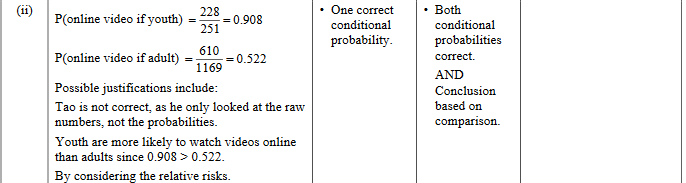 (ii)
P(online video if youth) = 228/251 = 0.908
P(online video if adult) = 610/1169 = 0.522
Possible justifications include:
Tao is not correct, as he only looked at the raw
numbers, not the probabilities.
Youth are more likely to watch videos online
than adults since 0.908 > 0.522.
By considering the relative risks.
• One correct
conditional
probability.
• Both
conditional
probabilities
correct.
AND
Conclusion
based on
comparison.